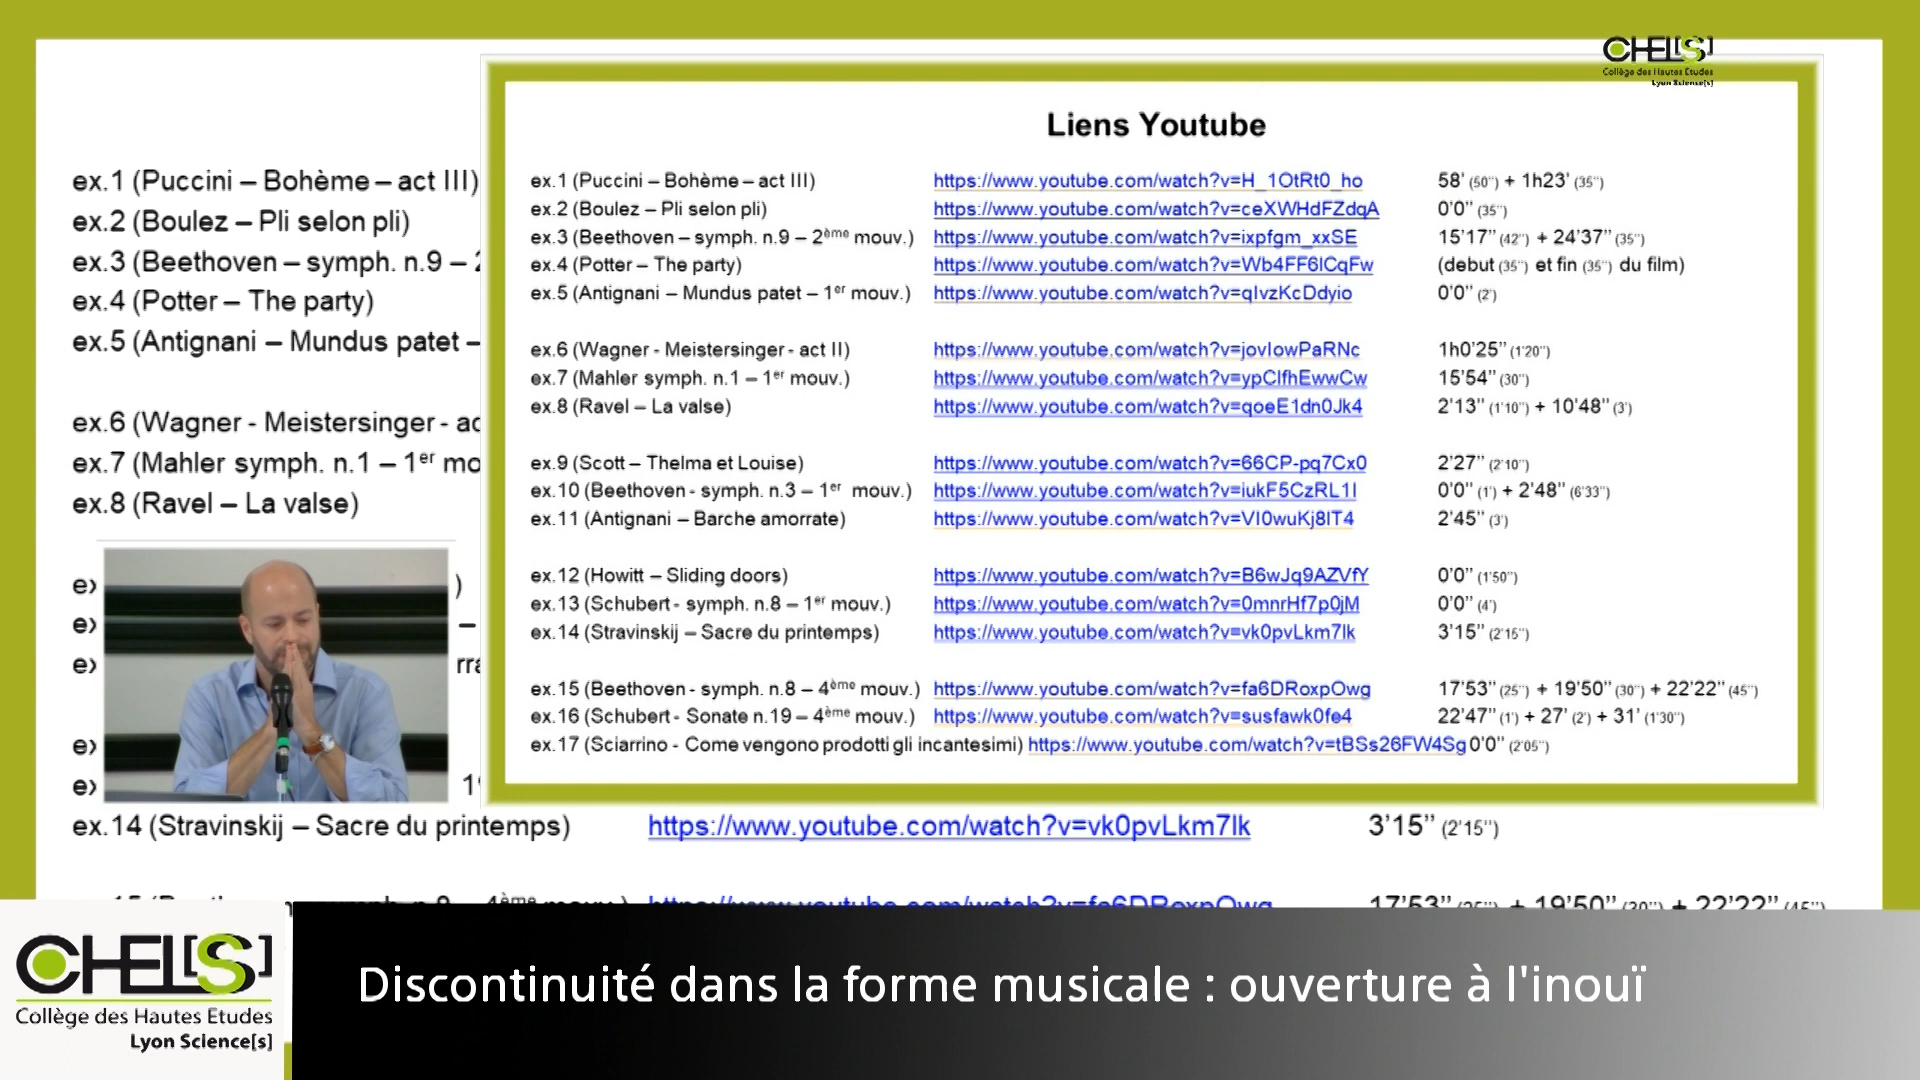 CHEL[S]
Collège des Hautes Etudes
Lyon Science[s]
Liens Youtube
ex.1 (Puccini – Bohème – act III) https://www.youtube.com/watch?v=H_1OtRt0_ho 58' (50'') + 1h23' (35'')
ex.2 (Boulez – Pli selon pli) https://www.youtube.com/watch?v=ceXWHdFZdqA 0'0'' (35'')
ex.3 (Beethoven – symph. n.9 – 2ème mouv.) https://www.youtube.com/watch?v=ixpfgm_xxSE 15'17'' (42'') + 24'37'' (35'')
ex.4 (Potter – The party) https://www.youtube.com/watch?v=Wb4FF6lCqFw (debut (35'') et fin (35'') du film)
ex.5 (Antignani – Mundus patet – 1er mouv.) https://www.youtube.com/watch?v=qIvzKcDdyio 0'0'' (2')
ex.6 (Wagner - Meistersinger - act II) https://www.youtube.com/watch?v=jovIowPaRNc 1h0'25'' (1'20'')
ex.7 (Mahler symph. n.1 – 1er mouv.) https://www.youtube.com/watch?v=ypClfhEwwCw 15'54'' (30'')
ex.8 (Ravel – La valse) https://www.youtube.com/watch?v=qoeE1dn0Jk4 2'13'' (1'10'') + 10'48'' (3')
ex.9 (Scott – Thelma et Louise) https://www.youtube.com/watch?v=66CP-pq7Cx0 2'27'' (2'10'')
ex.10 (Beethoven - symph. n.3 – 1er mouv.) https://www.youtube.com/watch?v=iukF5CzRL1I 0'0'' (1') + 2'48'' (6'33'')
ex.11 (Antignani – Barche amorrate) https://www.youtube.com/watch?v=VI0wuKj8IT4 2'45'' (3')
ex.12 (Howitt – Sliding doors) https://www.youtube.com/watch?v=B6wJq9AZVfY 0'0'' (1'50'')
ex.13 (Schubert - symph. n.8 – 1er mouv.) https://www.youtube.com/watch?v=0mnrHf7p0jM 0'0'' (4')
ex.14 (Stravinskij – Sacre du printemps) https://www.youtube.com/watch?v=vk0pvLkm7lk 3'15'' (2'15'')
ex.15 (Beethoven - symph. n.8 – 4ème mouv.) https://www.youtube.com/watch?v=fa6DRoxpOwg 17'53'' (25'') + 19'50'' (30'') + 22'22'' (45'')
ex.16 (Schubert - Sonate n.19 – 4ème mouv.) https://www.youtube.com/watch?v=susfawk0fe4 22'47'' (1') + 27' (2') + 31' (1'30'')
ex.17 (Sciarrino - Come vengono prodotti gli incantesimi) https://www.youtube.com/watch?v=tBSs26FW4Sg 0'0'' (2'05'')
ex.1 (Puccini – Bohème – act III)
ex.2 (Boulez – Pli selon pli)
ex.3 (Beethoven – symph. n.9 –
ex.4 (Potter – The party)
ex.5 (Antignani – Mundus patet –
ex.6 (Wagner - Meistersinger -
ex.7 (Mahler symph. n.1 – 1er
ex.8 (Ravel – La valse)
ex.14 (Stravinskij – Sacre du printemps) https://www.youtube.com/watch?v=vk0pvLkm7lk 3'15'' (2'15'')
https://www.youtube.com/watch?v=fa6DRoxpOwg 17'53'' (25'') + 19'50'' (30'') + 22'22'' (45'')
CHEL[S]
Collège des Hautes Etudes
Lyon Science[s]
Discontinuité dans la forme musicale : ouverture à l'inouï